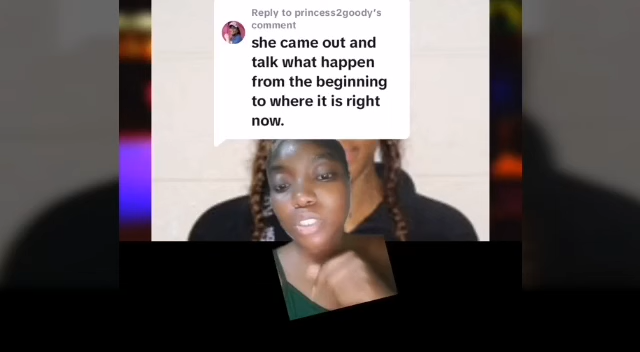 Reply to princess2goody's
comment
she came out and
talk what happen
from the beginning
to where it is right
now.